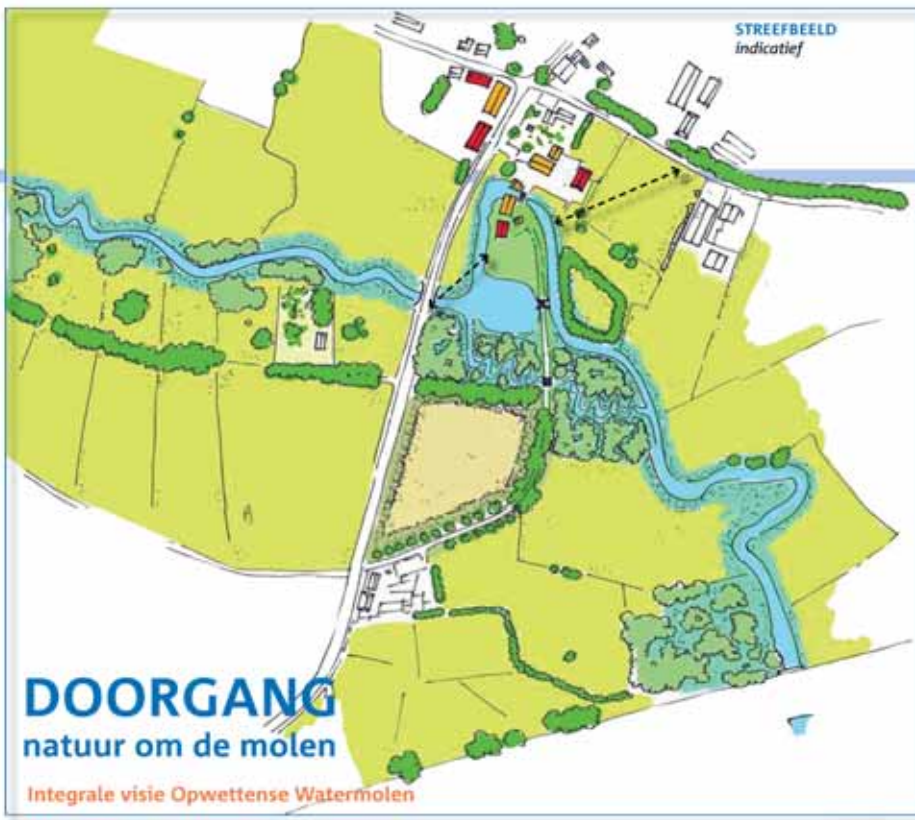 STREEFBEELD
indicatief
DOORGANG
natuur om de molen
Integrale visie Opwettense Watermolen